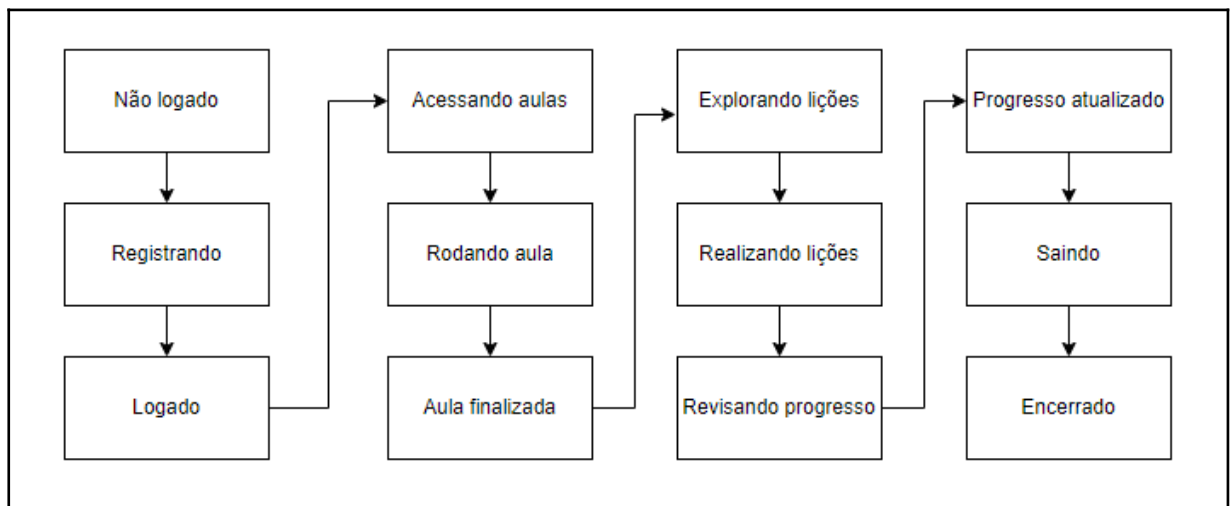 Não logado
Registrando
Logado
Acessando aulas
Rodando aula
Aula finalizada
Explorando lições
Realizando lições
Revisando progresso
Progresso atualizado
Saindo
Encerrado